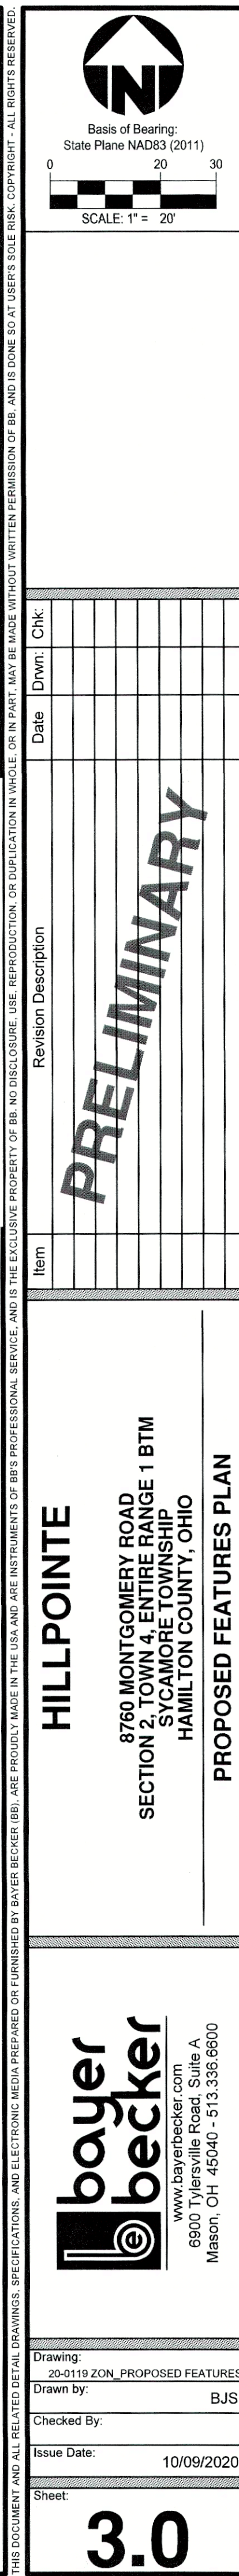 N
Basis of Bearing:
State Plane NAD83 (2011)
0 20 30
SCALE: 1" = 20'
Item Revision Description Date Drwn: Chk:
PRELIMINARY
HILLPOINTE
8760 MONTGOMERY ROAD
SECTION 2, TOWN 4, ENTIRE RANGE 1 BTM
SYCAMORE TOWNSHIP
HAMILTON COUNTY, OHIO
PROPOSED FEATURES PLAN
bayer
becker
www.bayerbecker.com
6900 Tylersville Road, Suite A
Mason, OH 45040 - 513.336.6600
Drawing:
20-0119 ZON_PROPOSED FEATURES
Drawn by:
BJS
Checked By:
Issue Date:
10/09/2020
Sheet:
3.0
THIS DOCUMENT AND ALL RELATED DETAIL DRAWINGS, SPECIFICATIONS, AND ELECTRONIC MEDIA PREPARED OR FURNISHED BY BAYER BECKER (BB), ARE PROUDLY MADE IN THE USA AND ARE INSTRUMENTS OF BB'S PROFESSIONAL SERVICE, AND IS THE EXCLUSIVE PROPERTY OF BB. NO DISCLOSURE, USE, REPRODUCTION, OR DUPLICATION IN WHOLE, OR IN PART, MAY BE MADE WITHOUT WRITTEN PERMISSION OF BB, AND IS DONE SO AT USER'S SOLE RISK. COPYRIGHT - ALL RIGHTS RESERVED.